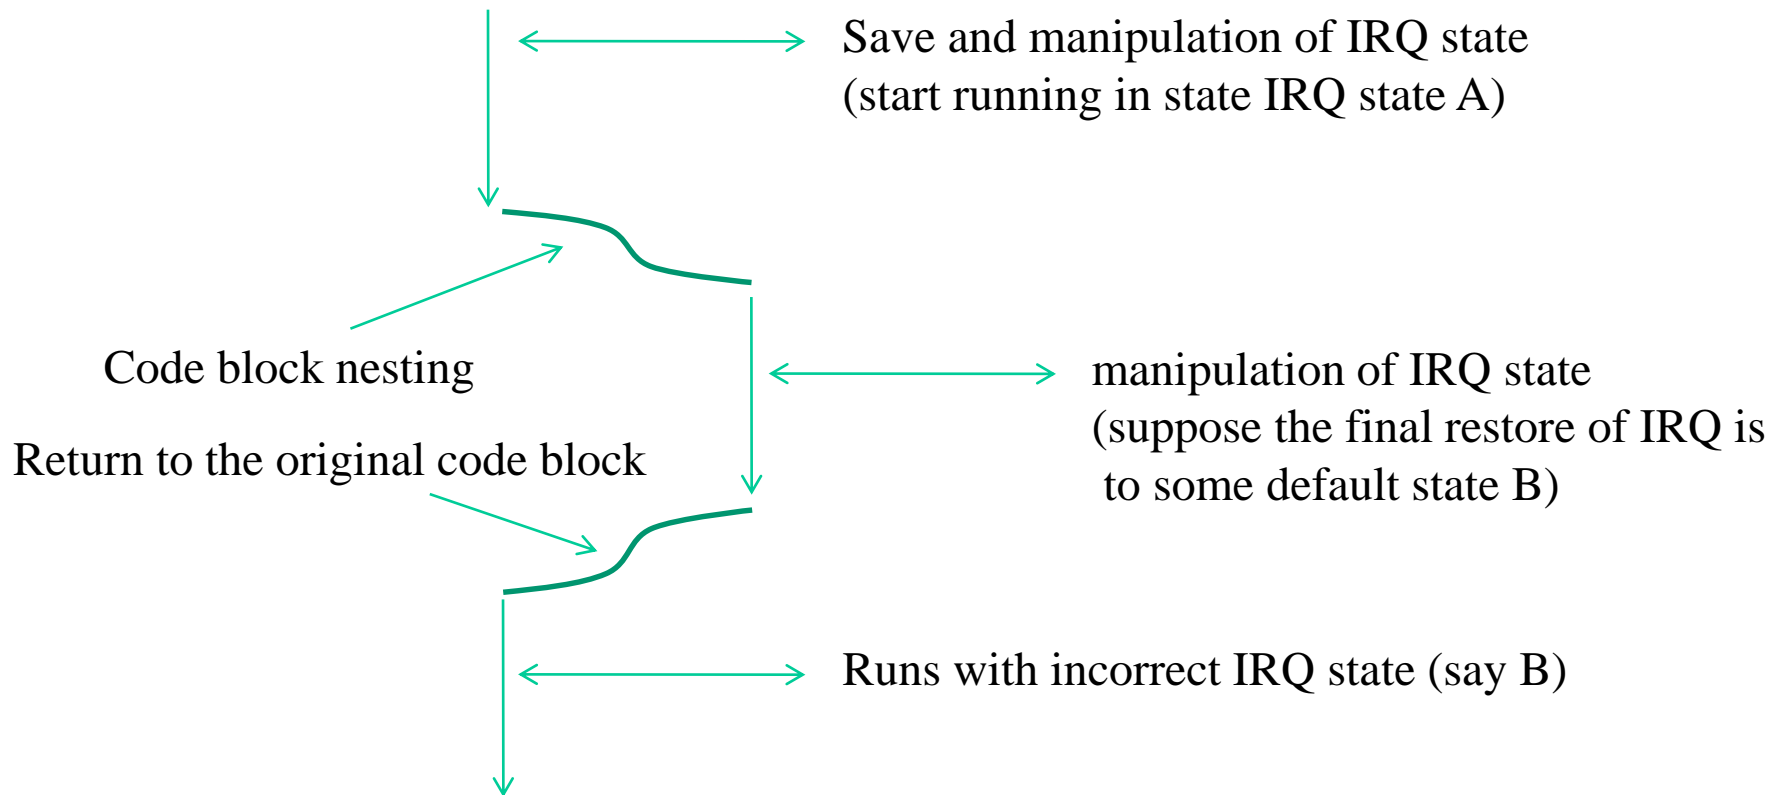 Save and manipulation of IRQ state
(start running in state IRQ state A)
Code block nesting
manipulation of IRQ state
(suppose the final restore of IRQ is
to some default state B)
Return to the original code block
Runs with incorrect IRQ state (say B)